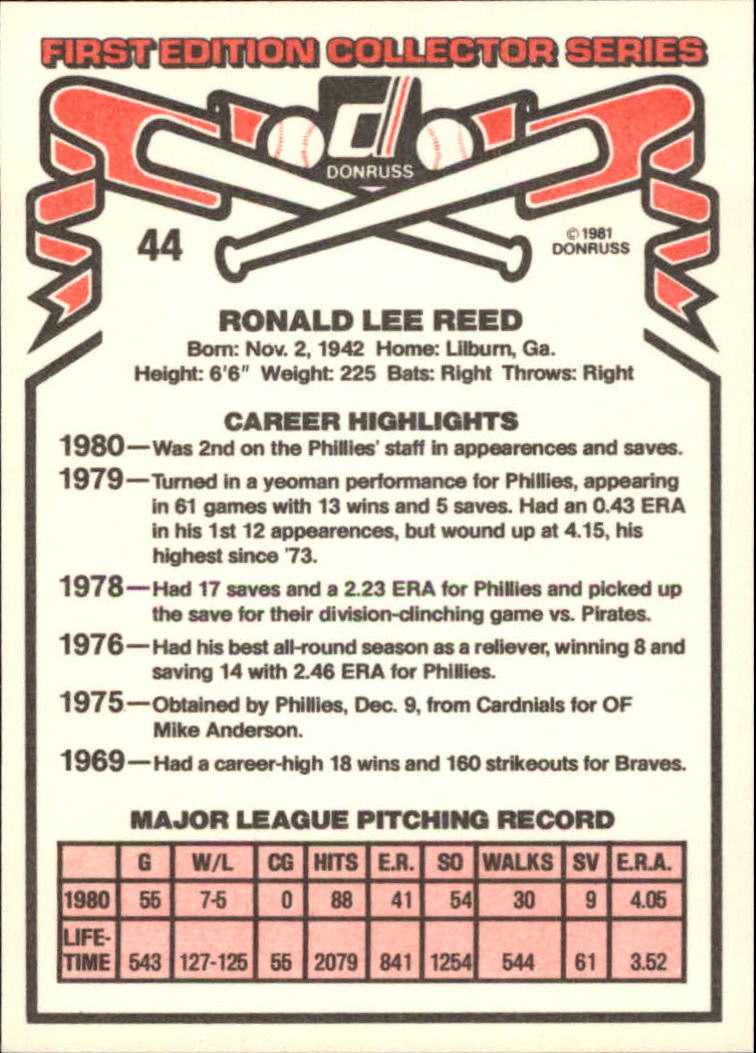 FIRST EDITION COLLECTOR SERIES
d
DONRUSS
44
© 1981
DONRUSS
RONALD LEE REED
Born: Nov. 2, 1942 Home: Lilburn, Ga.
Height: 6'6" Weight: 225 Bats: Right Throws: Right
CAREER HIGHLIGHTS
1980—Was 2nd on the Phillies' staff in appearences and saves.
1979—Turned in a yeoman performance for Phillies, appearing
in 61 games with 13 wins and 5 saves. Had an 0.43 ERA
in his 1st 12 appearences, but wound up at 4.15, his
highest since '73.
1978—Had 17 saves and a 2.23 ERA for Phillies and picked up
the save for their division-clinching game vs. Pirates.
1976—Had his best all-round season as a reliever, winning 8 and
saving 14 with 2.46 ERA for Phillies.
1975—Obtained by Phillies, Dec. 9, from Cardnials for OF
Mike Anderson.
1969—Had a career-high 18 wins and 160 strikeouts for Braves.
MAJOR LEAGUE PITCHING RECORD
G W/L CG HITS E.R. SO WALKS SV E.R.A.
1980 55 7-5 0 88 41 54 30 9 4.05
LIFE-
TIME 543 127-125 55 2079 841 1254 544 61 3.52